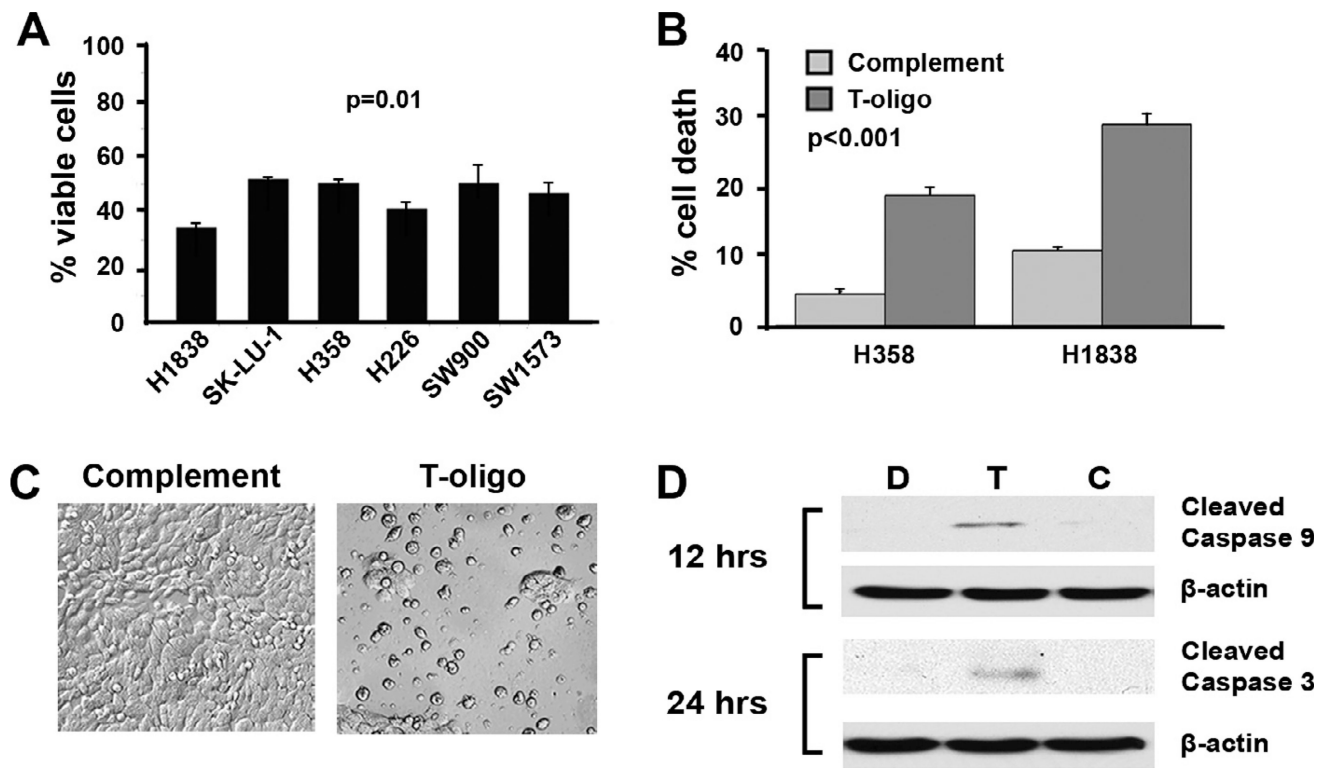 A
% viable cells
100
80
60
40
20
0
p=0.01
H1838
SK-LU-1
H358
H226
SW900
SW1573
B
% cell death
40
30
20
10
0
Complement
T-oligo
p<0.001
H358
H1838
C
Complement
T-oligo
D
D T C
12 hrs
Cleaved
Caspase 9
β-actin
24 hrs
Cleaved
Caspase 3
β-actin